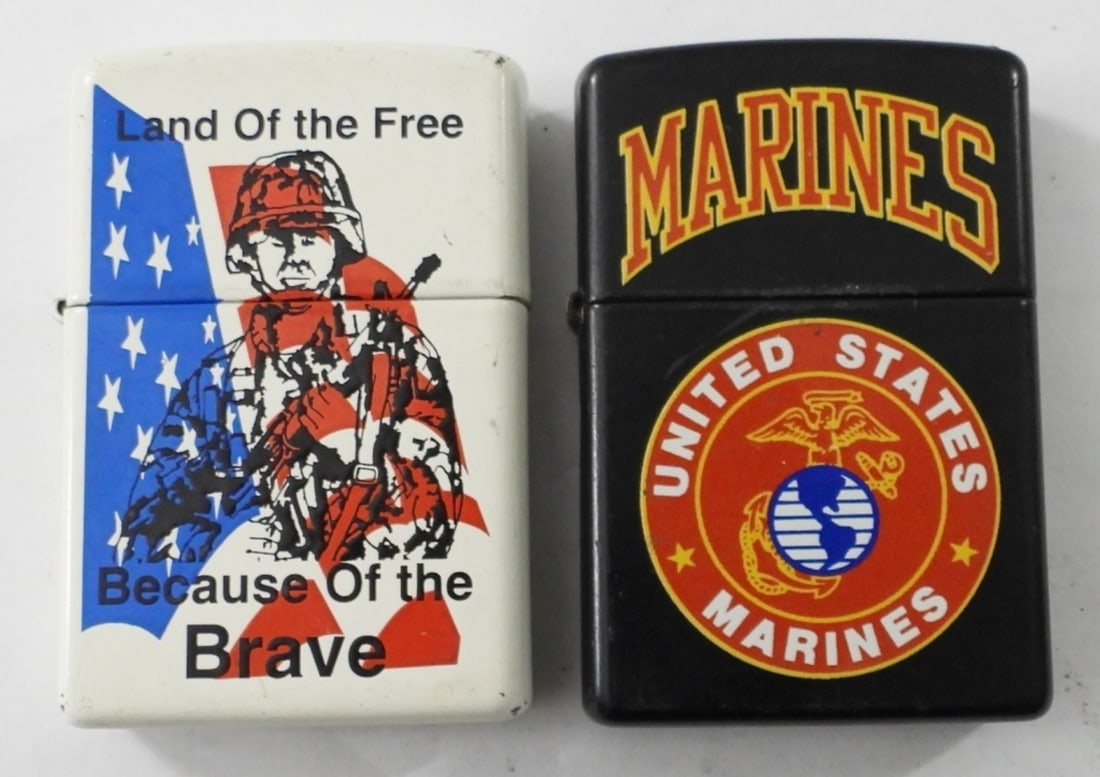 Land Of the Free
Because Of the
Brave
MARINES
UNITED STATES
MARINES